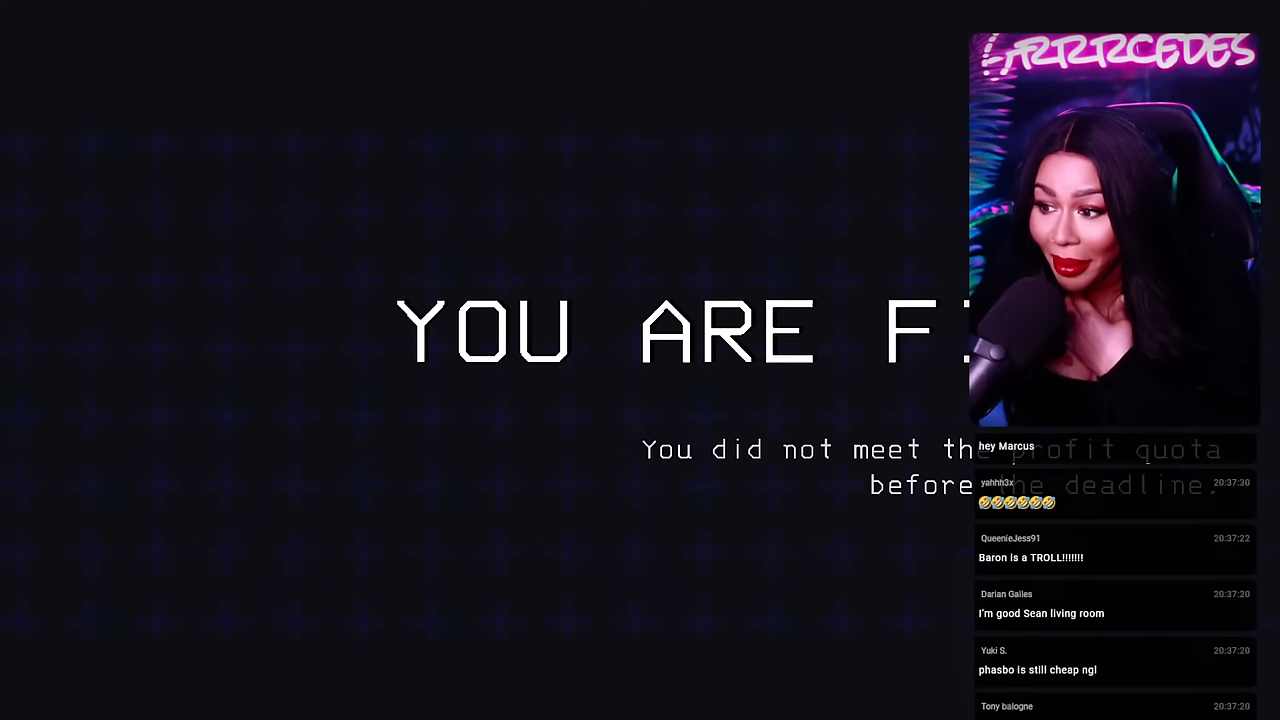 YOU ARE F
You did not meet the profit quota
before the deadline.
hey Marcus
yahhh3x 20:37:30
🤣🤣🤣🤣🤣🤣
QueenieJess91 20:37:22
Baron is a TROLL!!!!!!!
Darian Gailes 20:37:20
I'm good Sean living room
Yuki S. 20:37:20
phasbo is still cheap ngl
Tony balogne 20:37:20